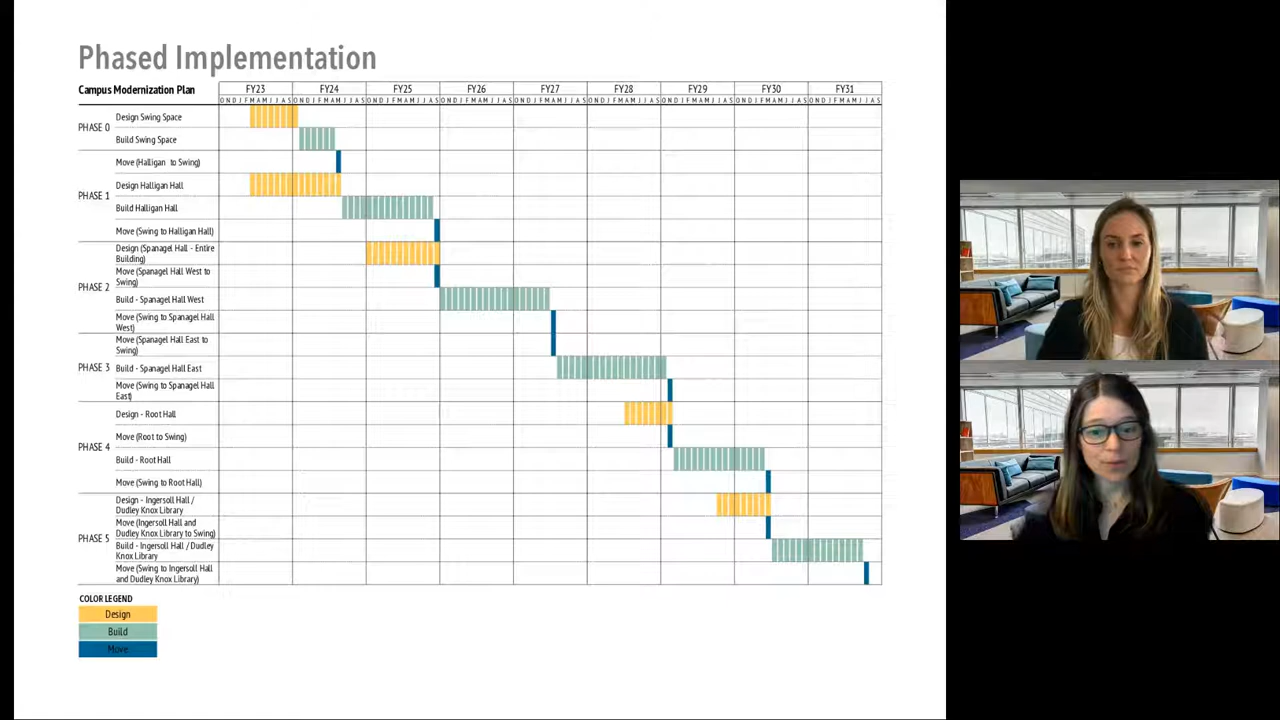 Phased Implementation
Campus Modernization Plan
FY23 FY24 FY25 FY26 FY27 FY28 FY29 FY30 FY31
O N D J F M A M J J A S O N D J F M A M J J A S O N D J F M A M J J A S O N D J F M A M J J A S O N D J F M A M J J A S O N D J F M A M J J A S O N D J F M A M J J A S O N D J F M A M J J A S O N D J F M A M J J A S
PHASE 0
Design Swing Space
Build Swing Space
PHASE 1
Move (Halligan to Swing)
Design Halligan Hall
Build Halligan Hall
Move (Swing to Halligan Hall)
PHASE 2
Design (Spanagel Hall - Entire
Building)
Move (Spanagel Hall West to
Swing)
Build - Spanagel Hall West
Move (Swing to Spanagel Hall
West)
PHASE 3
Move (Spanagel Hall East to
Swing)
Build - Spanagel Hall East
Move (Swing to Spanagel Hall
East)
PHASE 4
Design - Root Hall
Move (Root to Swing)
Build - Root Hall
Move (Swing to Root Hall)
PHASE 5
Design - Ingersoll Hall /
Dudley Knox Library
Move (Ingersoll Hall and
Dudley Knox Library to Swing)
Build - Ingersoll Hall / Dudley
Knox Library
Move (Swing to Ingersoll Hall
and Dudley Knox Library)
COLOR LEGEND
Design
Build
Move